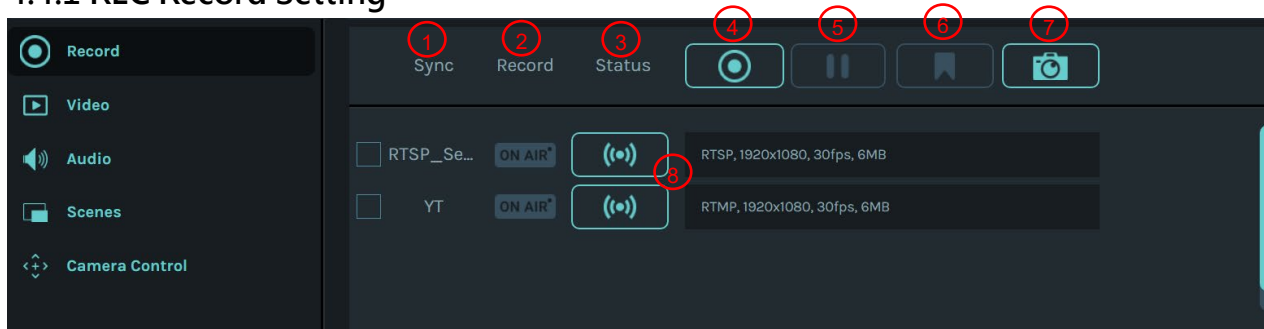 4.4.1 REC Record Setting
Record
Video
Audio
Scenes
Camera Control
1 2 3 4 5 6 7
Sync Record Status
RTSP_Se... ON AIR RTSP, 1920x1080, 30fps, 6MB
8
YT ON AIR RTMP, 1920x1080, 30fps, 6MB